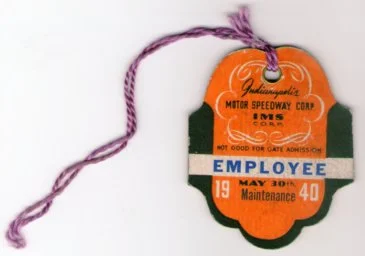 Indianapolis
MOTOR SPEEDWAY CORP
IMS
CORP.
NOT GOOD FOR GATE ADMISSION
EMPLOYEE
19 MAY 30th 40
Maintenance